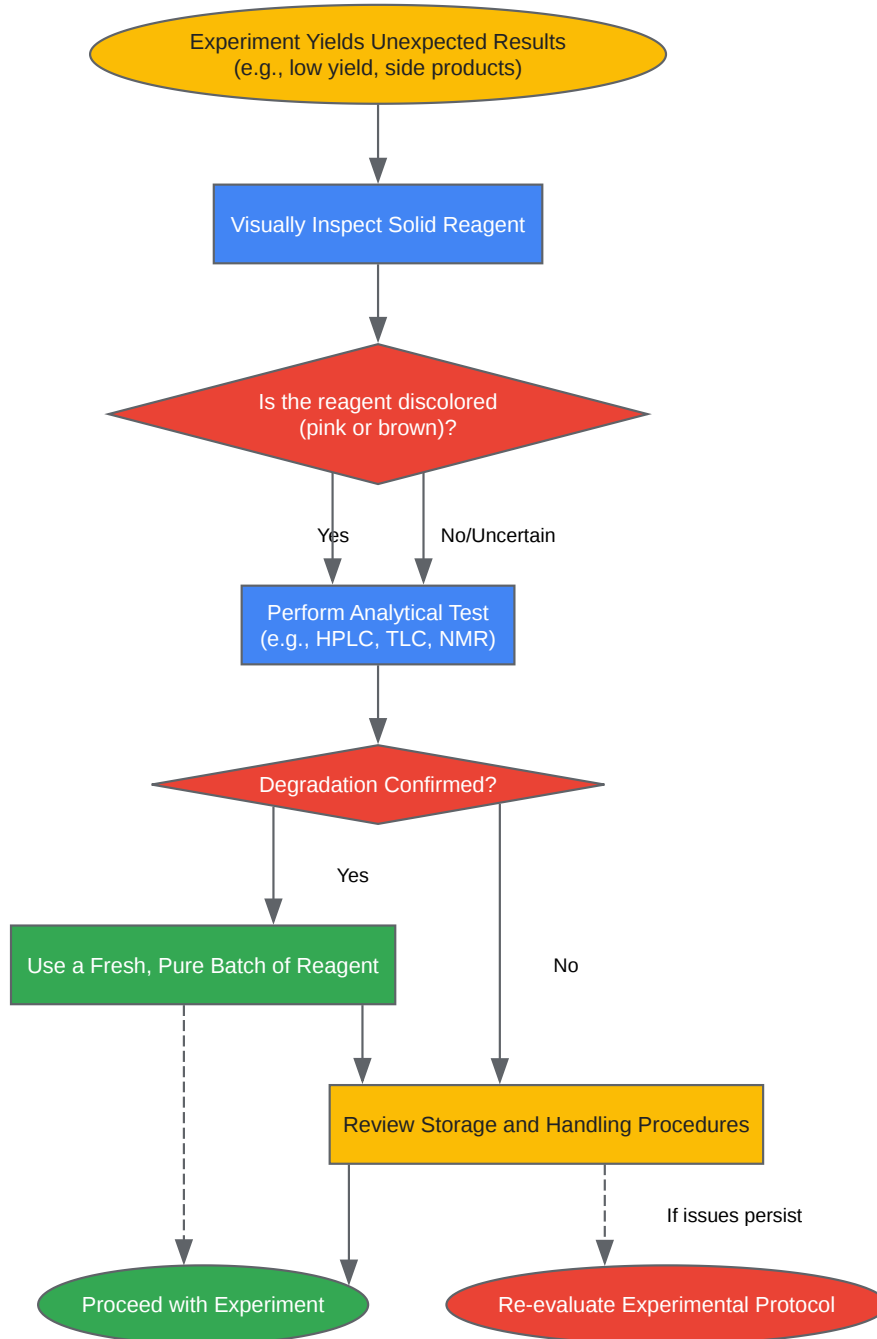 Experiment Yields Unexpected Results
(e.g., low yield, side products)
Visually Inspect Solid Reagent
Is the reagent discolored
(pink or brown)?
Yes
No/Uncertain
Perform Analytical Test
(e.g., HPLC, TLC, NMR)
Degradation Confirmed?
Yes
Use a Fresh, Pure Batch of Reagent
No
Review Storage and Handling Procedures
If issues persist
Proceed with Experiment
Re-evaluate Experimental Protocol